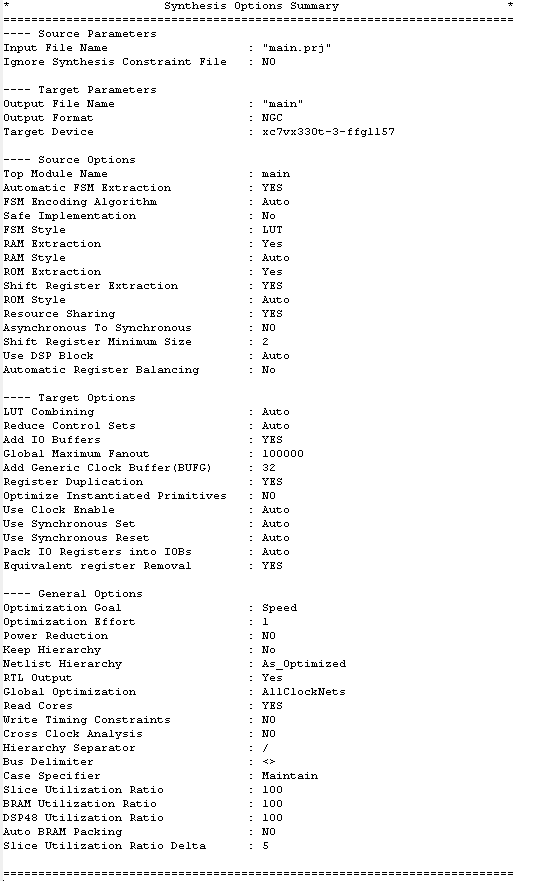 *                      Synthesis Options Summary                        *
=========================================================================
---- Source Parameters
Input File Name                    : "main.prj"
Ignore Synthesis Constraint File   : NO
---- Target Parameters
Output File Name                   : "main"
Output Format                      : NGC
Target Device                      : xc7vx330t-3-ffg1157
---- Source Options
Top Module Name                    : main
Automatic FSM Extraction           : YES
FSM Encoding Algorithm             : Auto
Safe Implementation                : No
FSM Style                          : LUT
RAM Extraction                     : Yes
RAM Style                          : Auto
ROM Extraction                     : Yes
Shift Register Extraction          : YES
ROM Style                          : Auto
Resource Sharing                   : YES
Asynchronous To Synchronous        : NO
Shift Register Minimum Size        : 2
Use DSP Block                      : Auto
Automatic Register Balancing       : No
---- Target Options
LUT Combining                      : Auto
Reduce Control Sets                : Auto
Add IO Buffers                     : YES
Global Maximum Fanout              : 100000
Add Generic Clock Buffer(BUFG)     : 32
Register Duplication               : YES
Optimize Instantiated Primitives   : NO
Use Clock Enable                   : Auto
Use Synchronous Set                : Auto
Use Synchronous Reset              : Auto
Pack IO Registers into IOBs        : Auto
Equivalent register Removal        : YES
---- General Options
Optimization Goal                  : Speed
Optimization Effort                : 1
Power Reduction                    : NO
Keep Hierarchy                     : No
Netlist Hierarchy                  : As_Optimized
RTL Output                         : Yes
Global Optimization                : AllClockNets
Read Cores                         : YES
Write Timing Constraints           : NO
Cross Clock Analysis               : NO
Hierarchy Separator                : /
Bus Delimiter                      : <>
Case Specifier                     : Maintain
Slice Utilization Ratio            : 100
BRAM Utilization Ratio             : 100
DSP48 Utilization Ratio            : 100
Auto BRAM Packing                  : NO
Slice Utilization Ratio Delta      : 5
=========================================================================